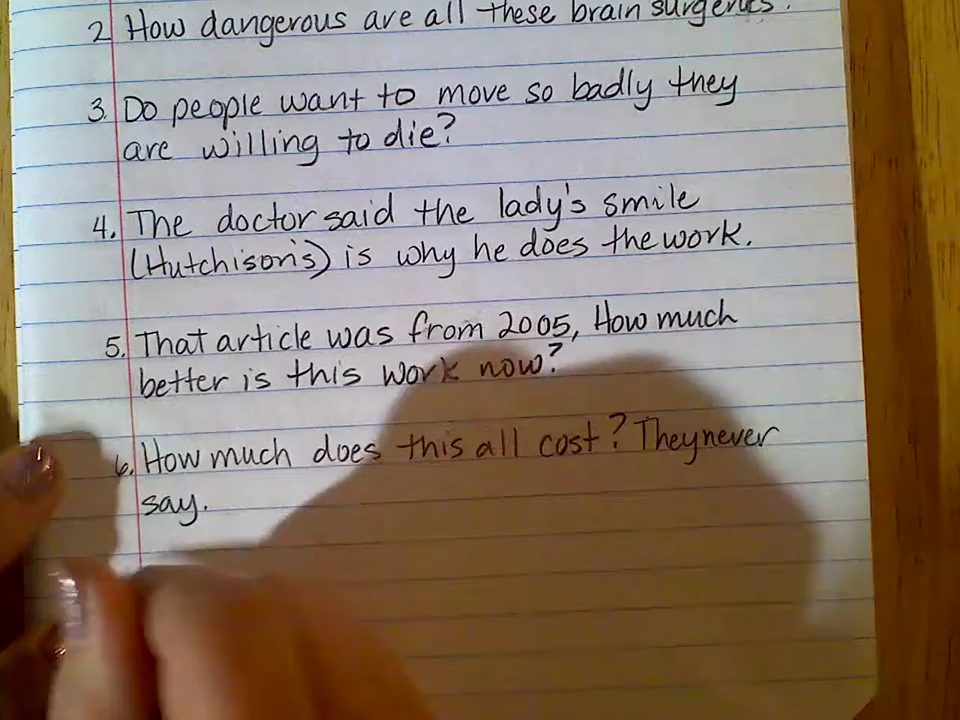 2. How dangerous are all these brain surgeries?
3. Do people want to move so badly they
are willing to die?
4. The doctor said the lady's smile
(Hutchison's) is why he does the work.
5. That article was from 2005, How much
better is this work now?
6. How much does this all cost? They never
say.